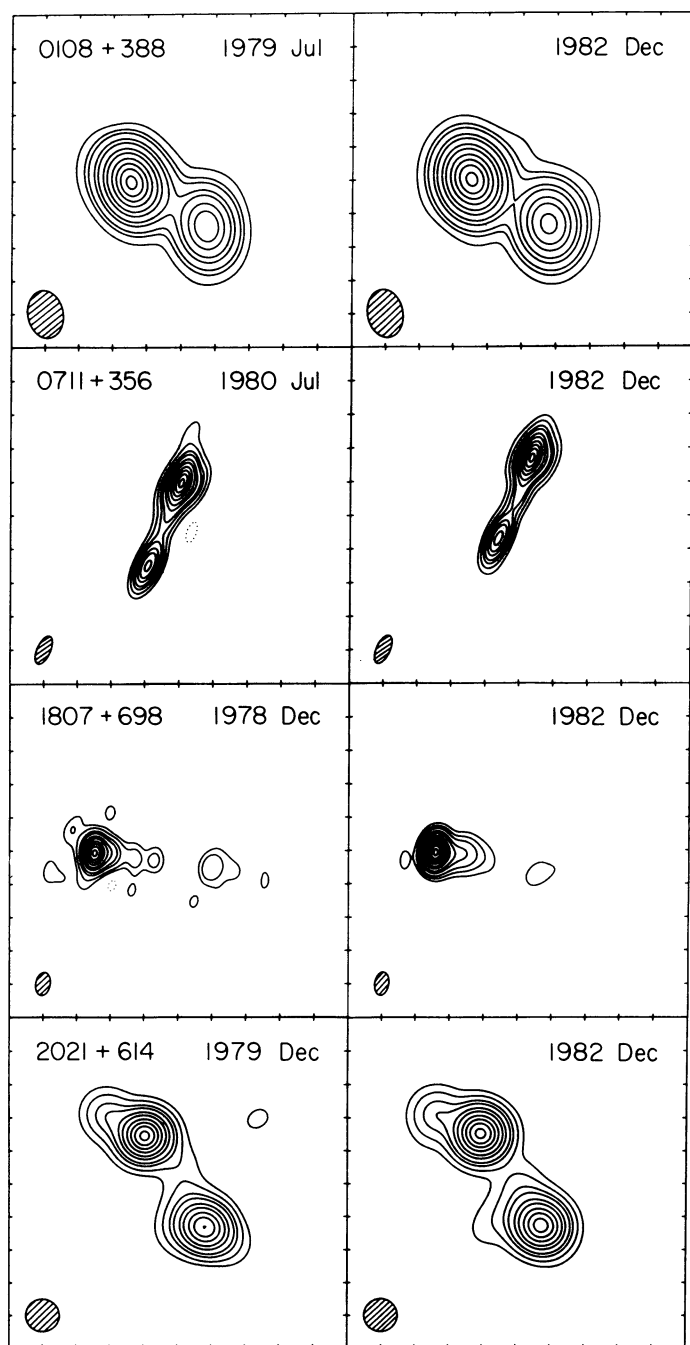 0108 + 388 1979 Jul
1982 Dec
0711 + 356 1980 Jul
1982 Dec
1807 + 698 1978 Dec
1982 Dec
2021 + 614 1979 Dec
1982 Dec